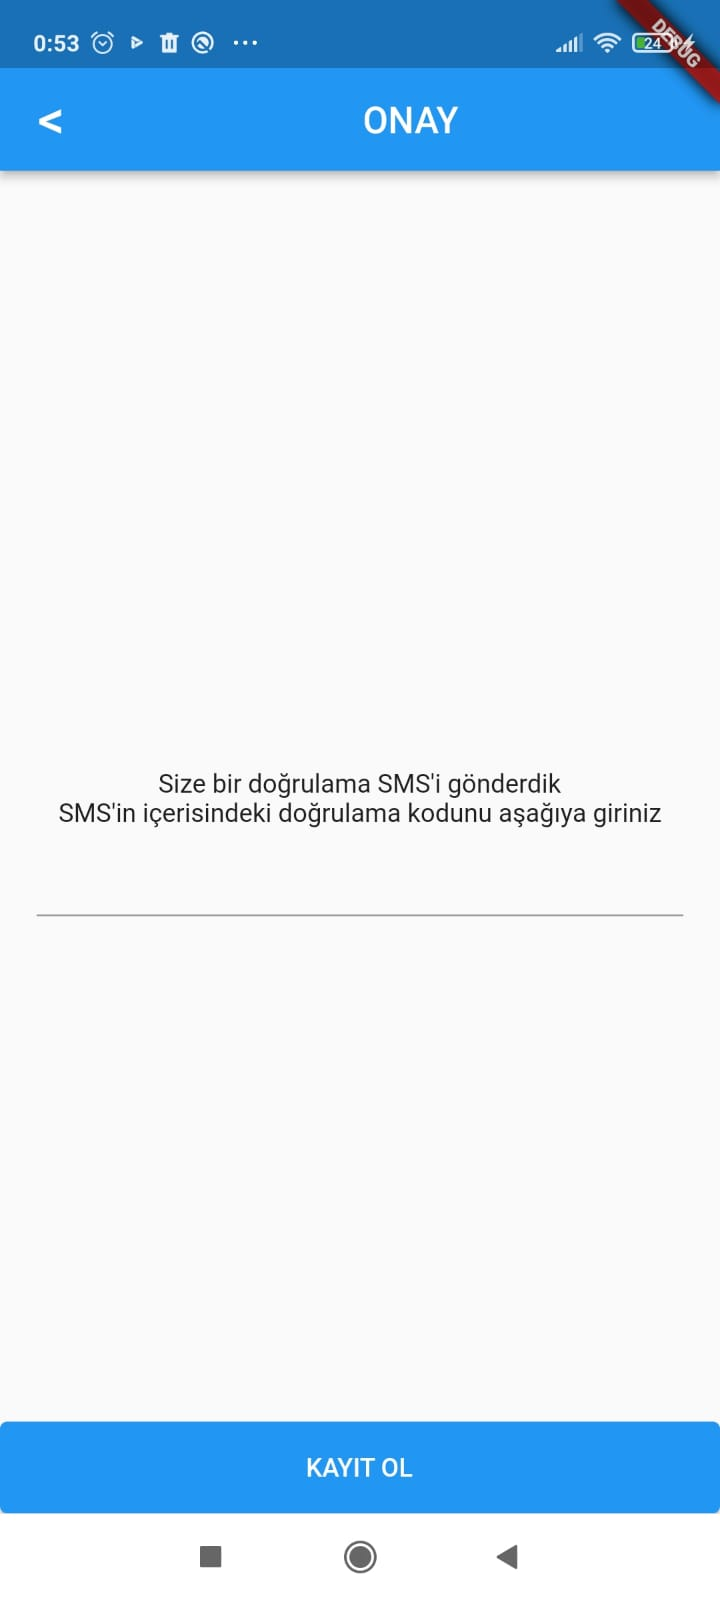 0:53
24
DEBUG
< ONAY
Size bir doğrulama SMS'i gönderdik
SMS'in içerisindeki doğrulama kodunu aşağıya giriniz
KAYIT OL